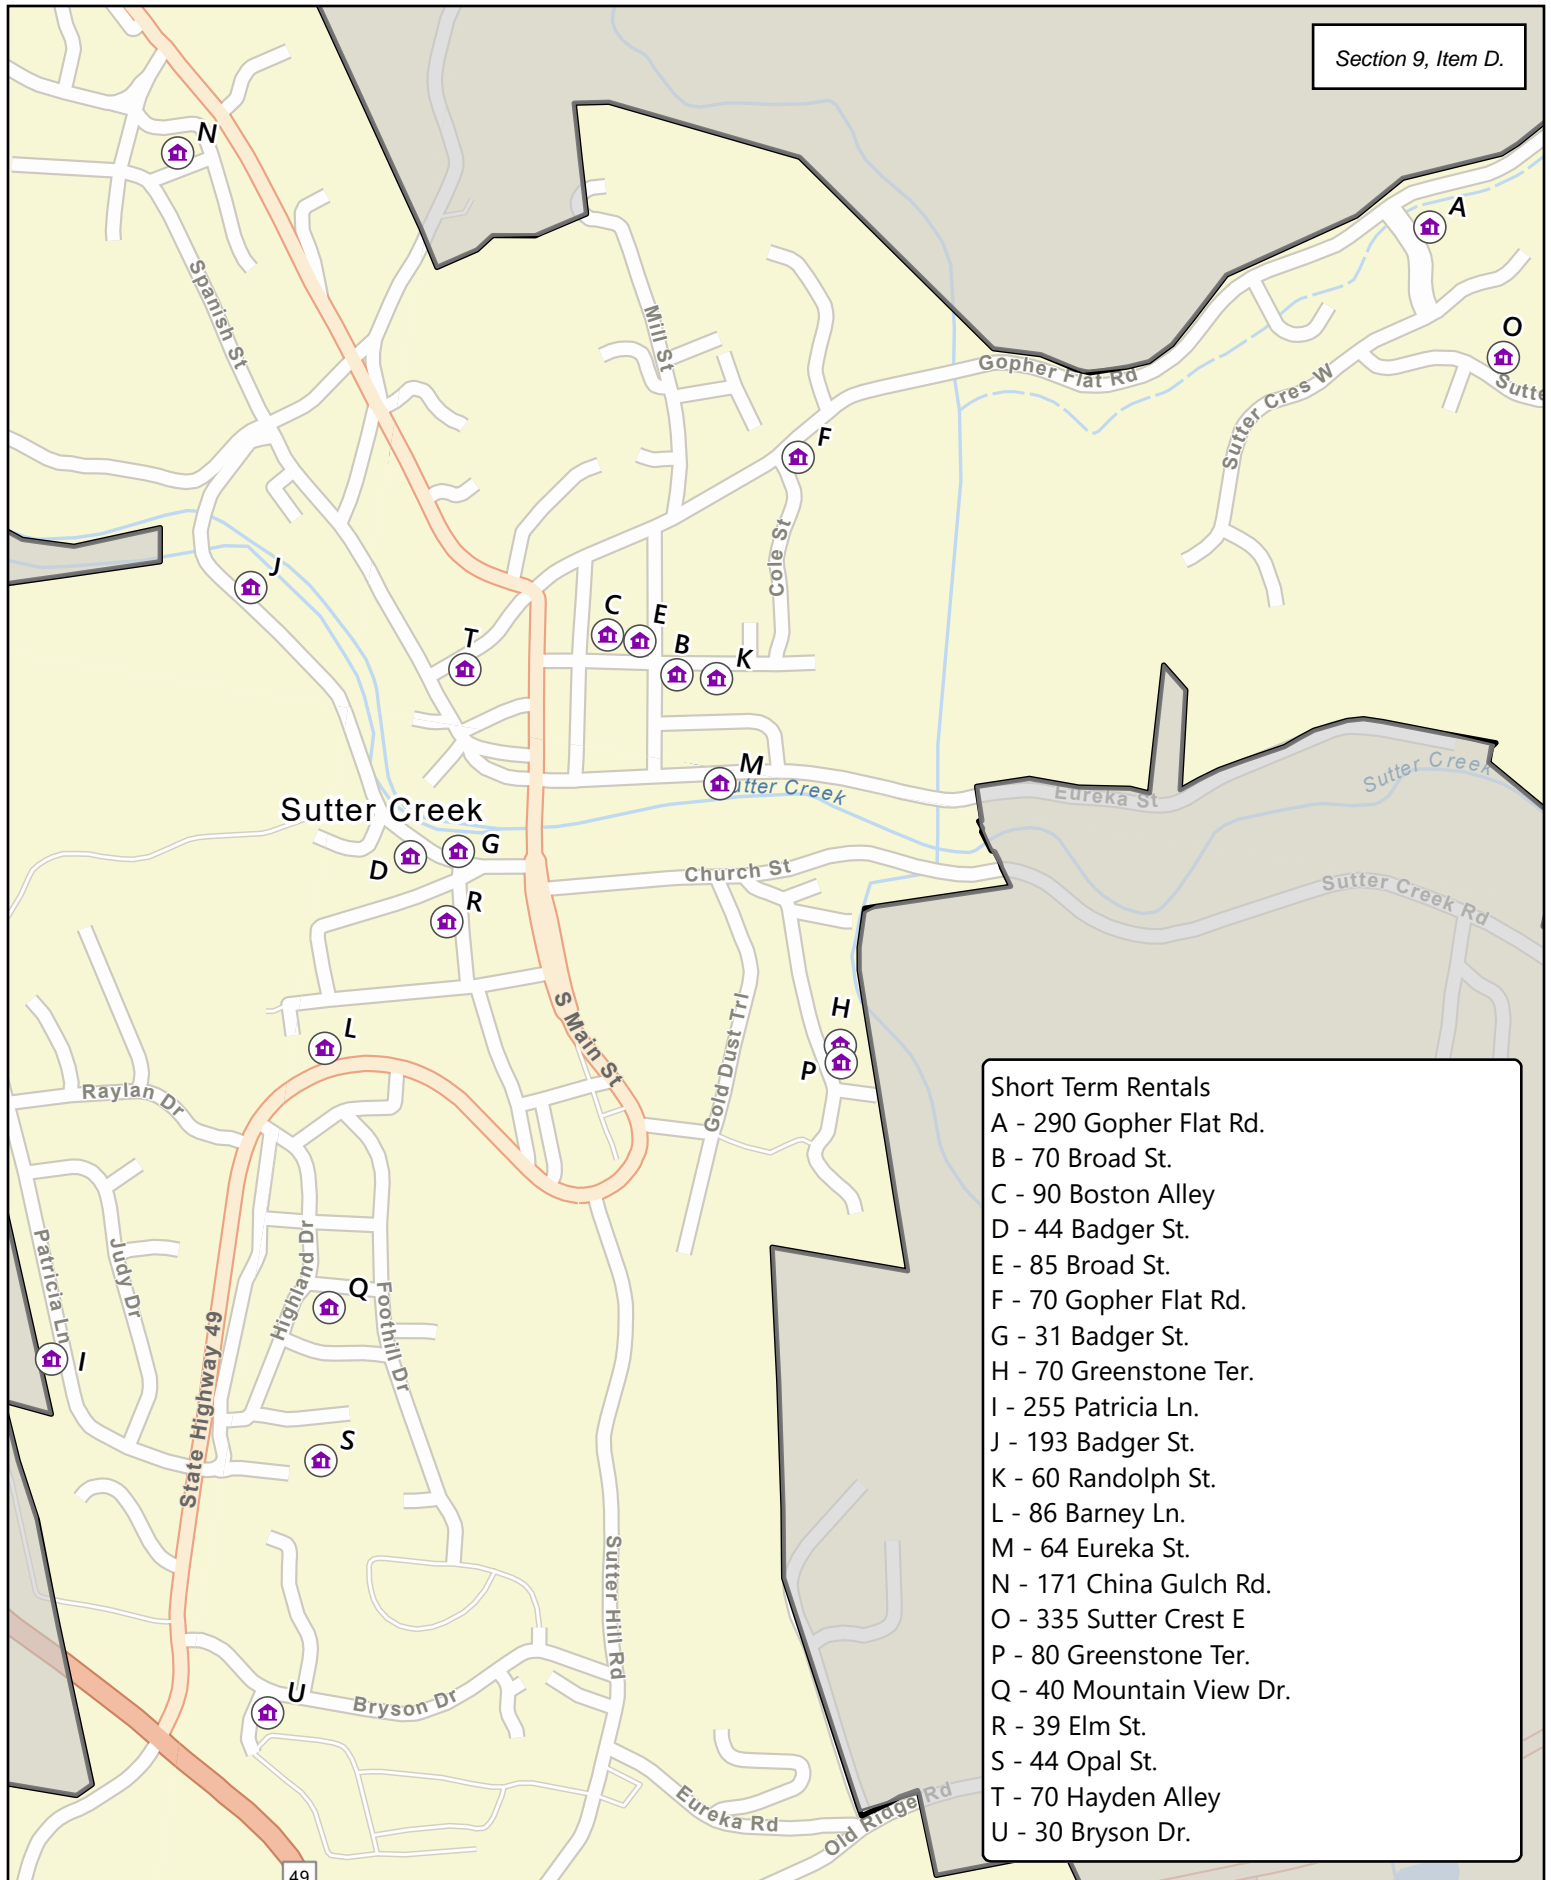 Section 9, Item D.
N
A
Spanish St
Mill St
O
Gopher Flat Rd
Sutter Cres W
Sutte
F
Cole St
J
C
E
T
B
K
M
utter Creek
Sutter Creek
Eureka St
Sutter Creek
G
D
Church St
Sutter Creek Rd
R
S Main St
H
L
Gold Dust Trl
P
Raylan Dr
Short Term Rentals
A - 290 Gopher Flat Rd.
B - 70 Broad St.
C - 90 Boston Alley
D - 44 Badger St.
E - 85 Broad St.
F - 70 Gopher Flat Rd.
G - 31 Badger St.
H - 70 Greenstone Ter.
I - 255 Patricia Ln.
J - 193 Badger St.
K - 60 Randolph St.
L - 86 Barney Ln.
M - 64 Eureka St.
N - 171 China Gulch Rd.
O - 335 Sutter Crest E
P - 80 Greenstone Ter.
Q - 40 Mountain View Dr.
R - 39 Elm St.
S - 44 Opal St.
T - 70 Hayden Alley
U - 30 Bryson Dr.
Patricia Ln
Judy Dr
Highland Dr
Q
Foothill Dr
I
State Highway 49
S
Sutter Hill Rd
U
Bryson Dr
Eureka Rd
Old Ridge Rd
49